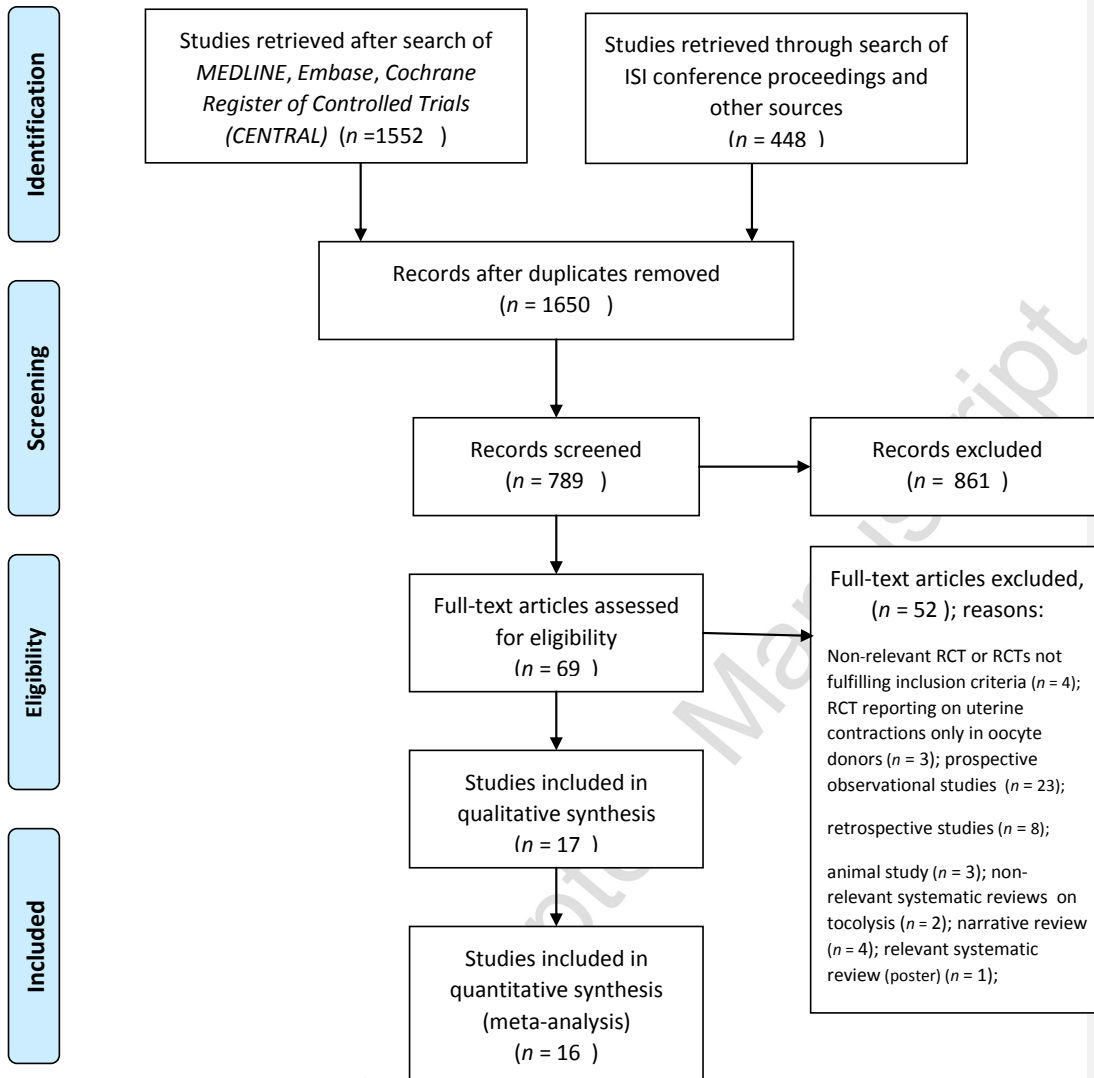 Identification
Studies retrieved after search of
MEDLINE, Embase, Cochrane
Register of Controlled Trials
(CENTRAL) (n =1552 )
Studies retrieved through search of
ISI conference proceedings and
other sources
(n = 448 )
Records after duplicates removed
(n = 1650 )
Screening
Records screened
(n = 789 )
Records excluded
(n = 861 )
Eligibility
Full-text articles assessed
for eligibility
(n = 69 )
Full-text articles excluded,
(n = 52 ); reasons:
Non-relevant RCT or RCTs not
fulfilling inclusion criteria (n = 4);
RCT reporting on uterine
contractions only in oocyte
donors (n = 3); prospective
observational studies (n = 23);
retrospective studies (n = 8);
animal study (n = 3); non-
relevant systematic reviews on
tocolysis (n = 2); narrative review
(n = 4); relevant systematic
review (poster) (n = 1);
Studies included in
qualitative synthesis
(n = 17 )
Included
Studies included in
quantitative synthesis
(meta-analysis)
(n = 16 )